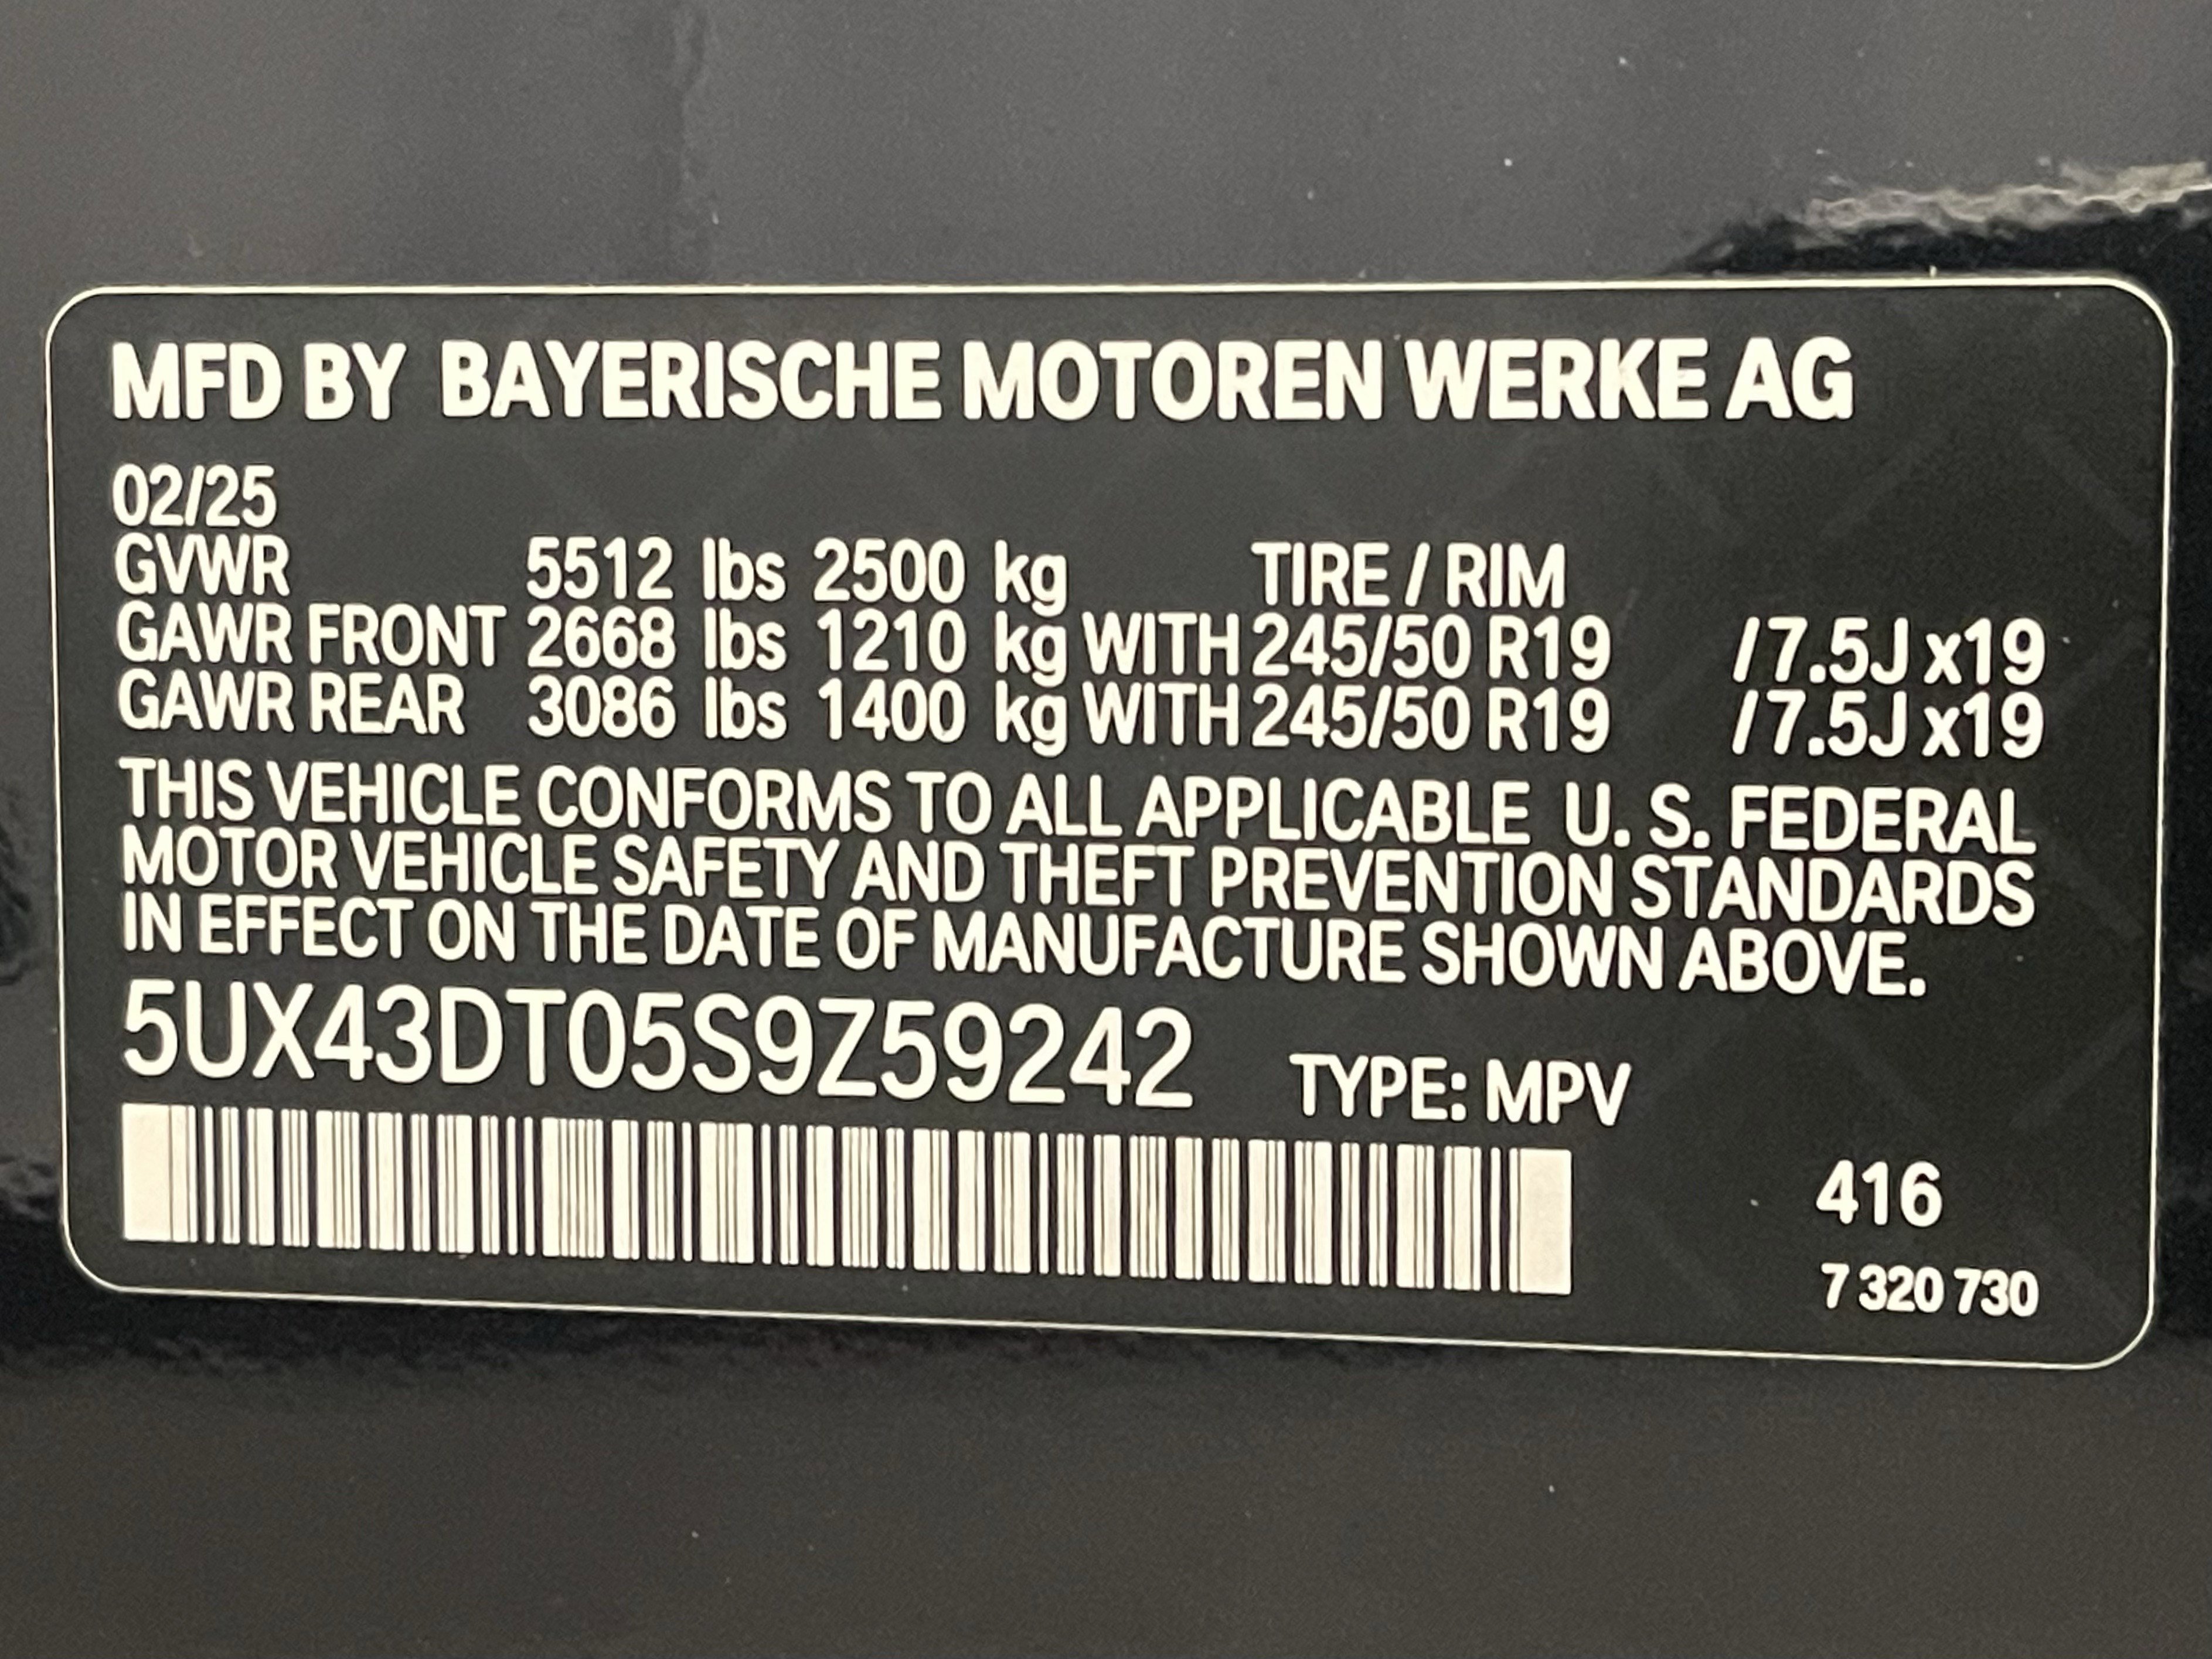 MFD BY BAYERISCHE MOTOREN WERKE AG
02/25
GVWR 5512 lbs 2500 kg TIRE / RIM
GAWR FRONT 2668 lbs 1210 kg WITH 245/50 R19 / 7.5J x19
GAWR REAR 3086 lbs 1400 kg WITH 245/50 R19 / 7.5J x19
THIS VEHICLE CONFORMS TO ALL APPLICABLE U. S. FEDERAL
MOTOR VEHICLE SAFETY AND THEFT PREVENTION STANDARDS
IN EFFECT ON THE DATE OF MANUFACTURE SHOWN ABOVE.
5UX43DT05S9Z59242 TYPE: MPV
416
7 320 730